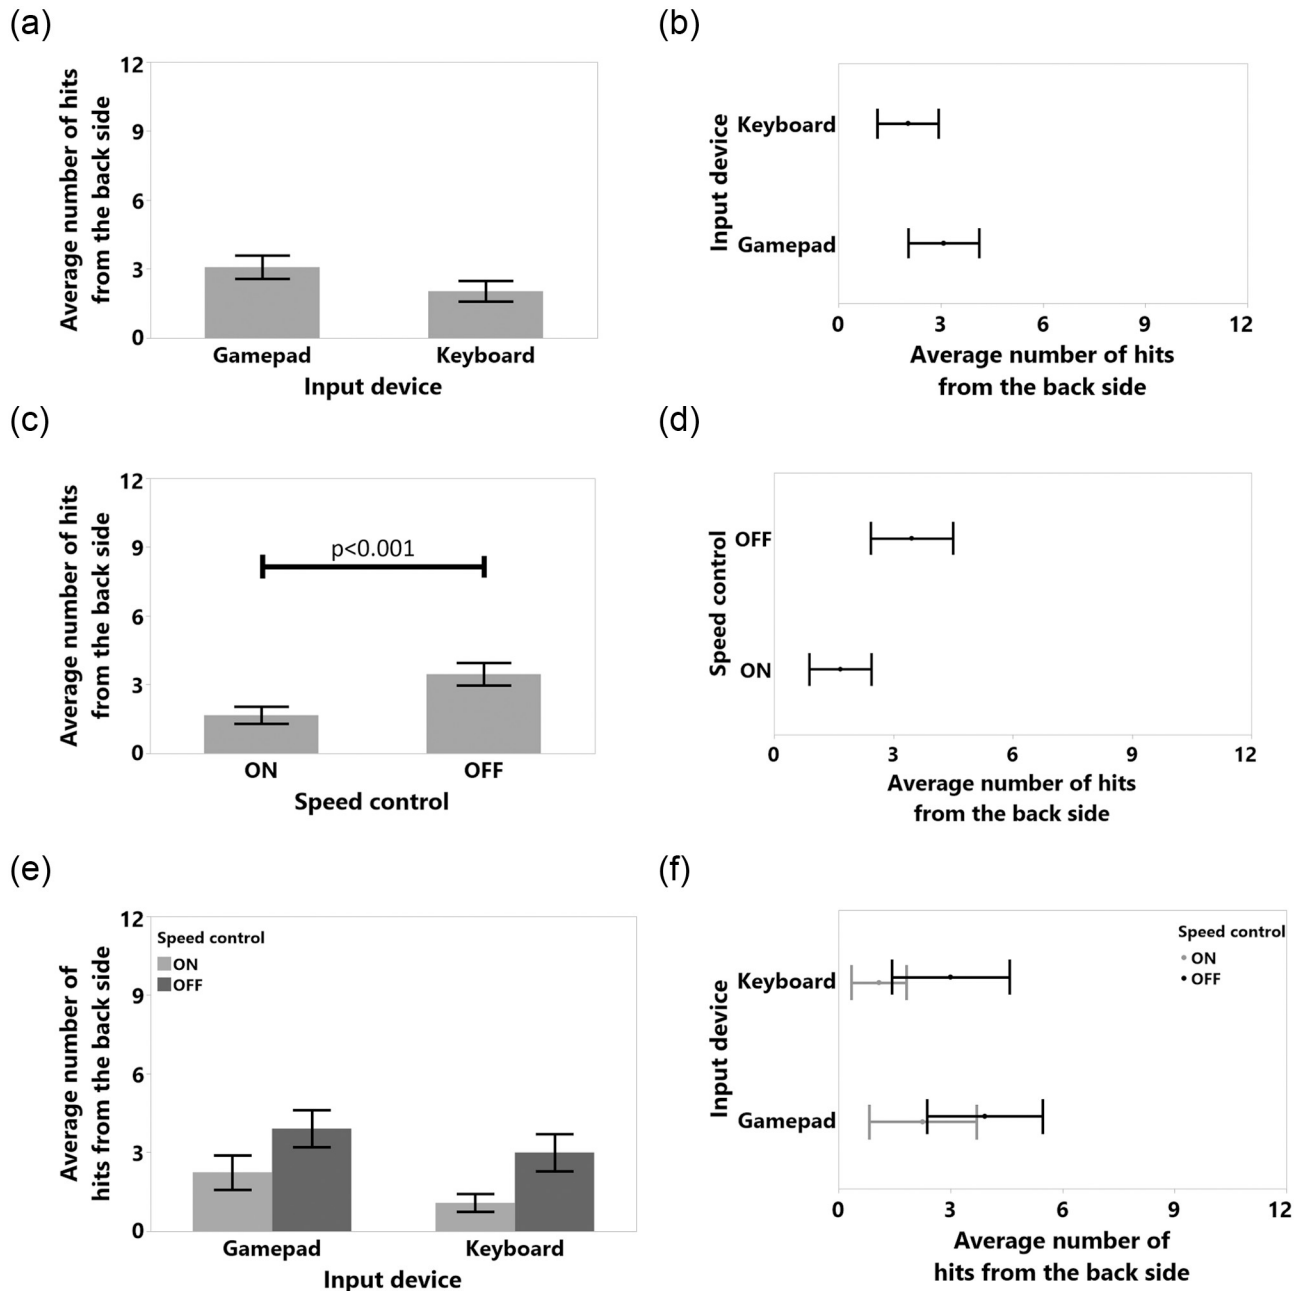 (a)
12
9
6
3
0
Average number of hits
from the back side
Gamepad
Keyboard
Input device
(b)
Input device
Keyboard
Gamepad
0
3
6
9
12
Average number of hits
from the back side
(c)
12
9
6
3
0
Average number of hits
from the back side
p<0.001
ON
OFF
Speed control
(d)
Speed control
OFF
ON
0
3
6
9
12
Average number of hits
from the back side
(e)
12
9
6
3
0
Average number of
hits from the back side
Speed control
ON
OFF
Gamepad
Keyboard
Input device
(f)
Input device
Keyboard
Gamepad
Speed control
ON
OFF
0
3
6
9
12
Average number of
hits from the back side